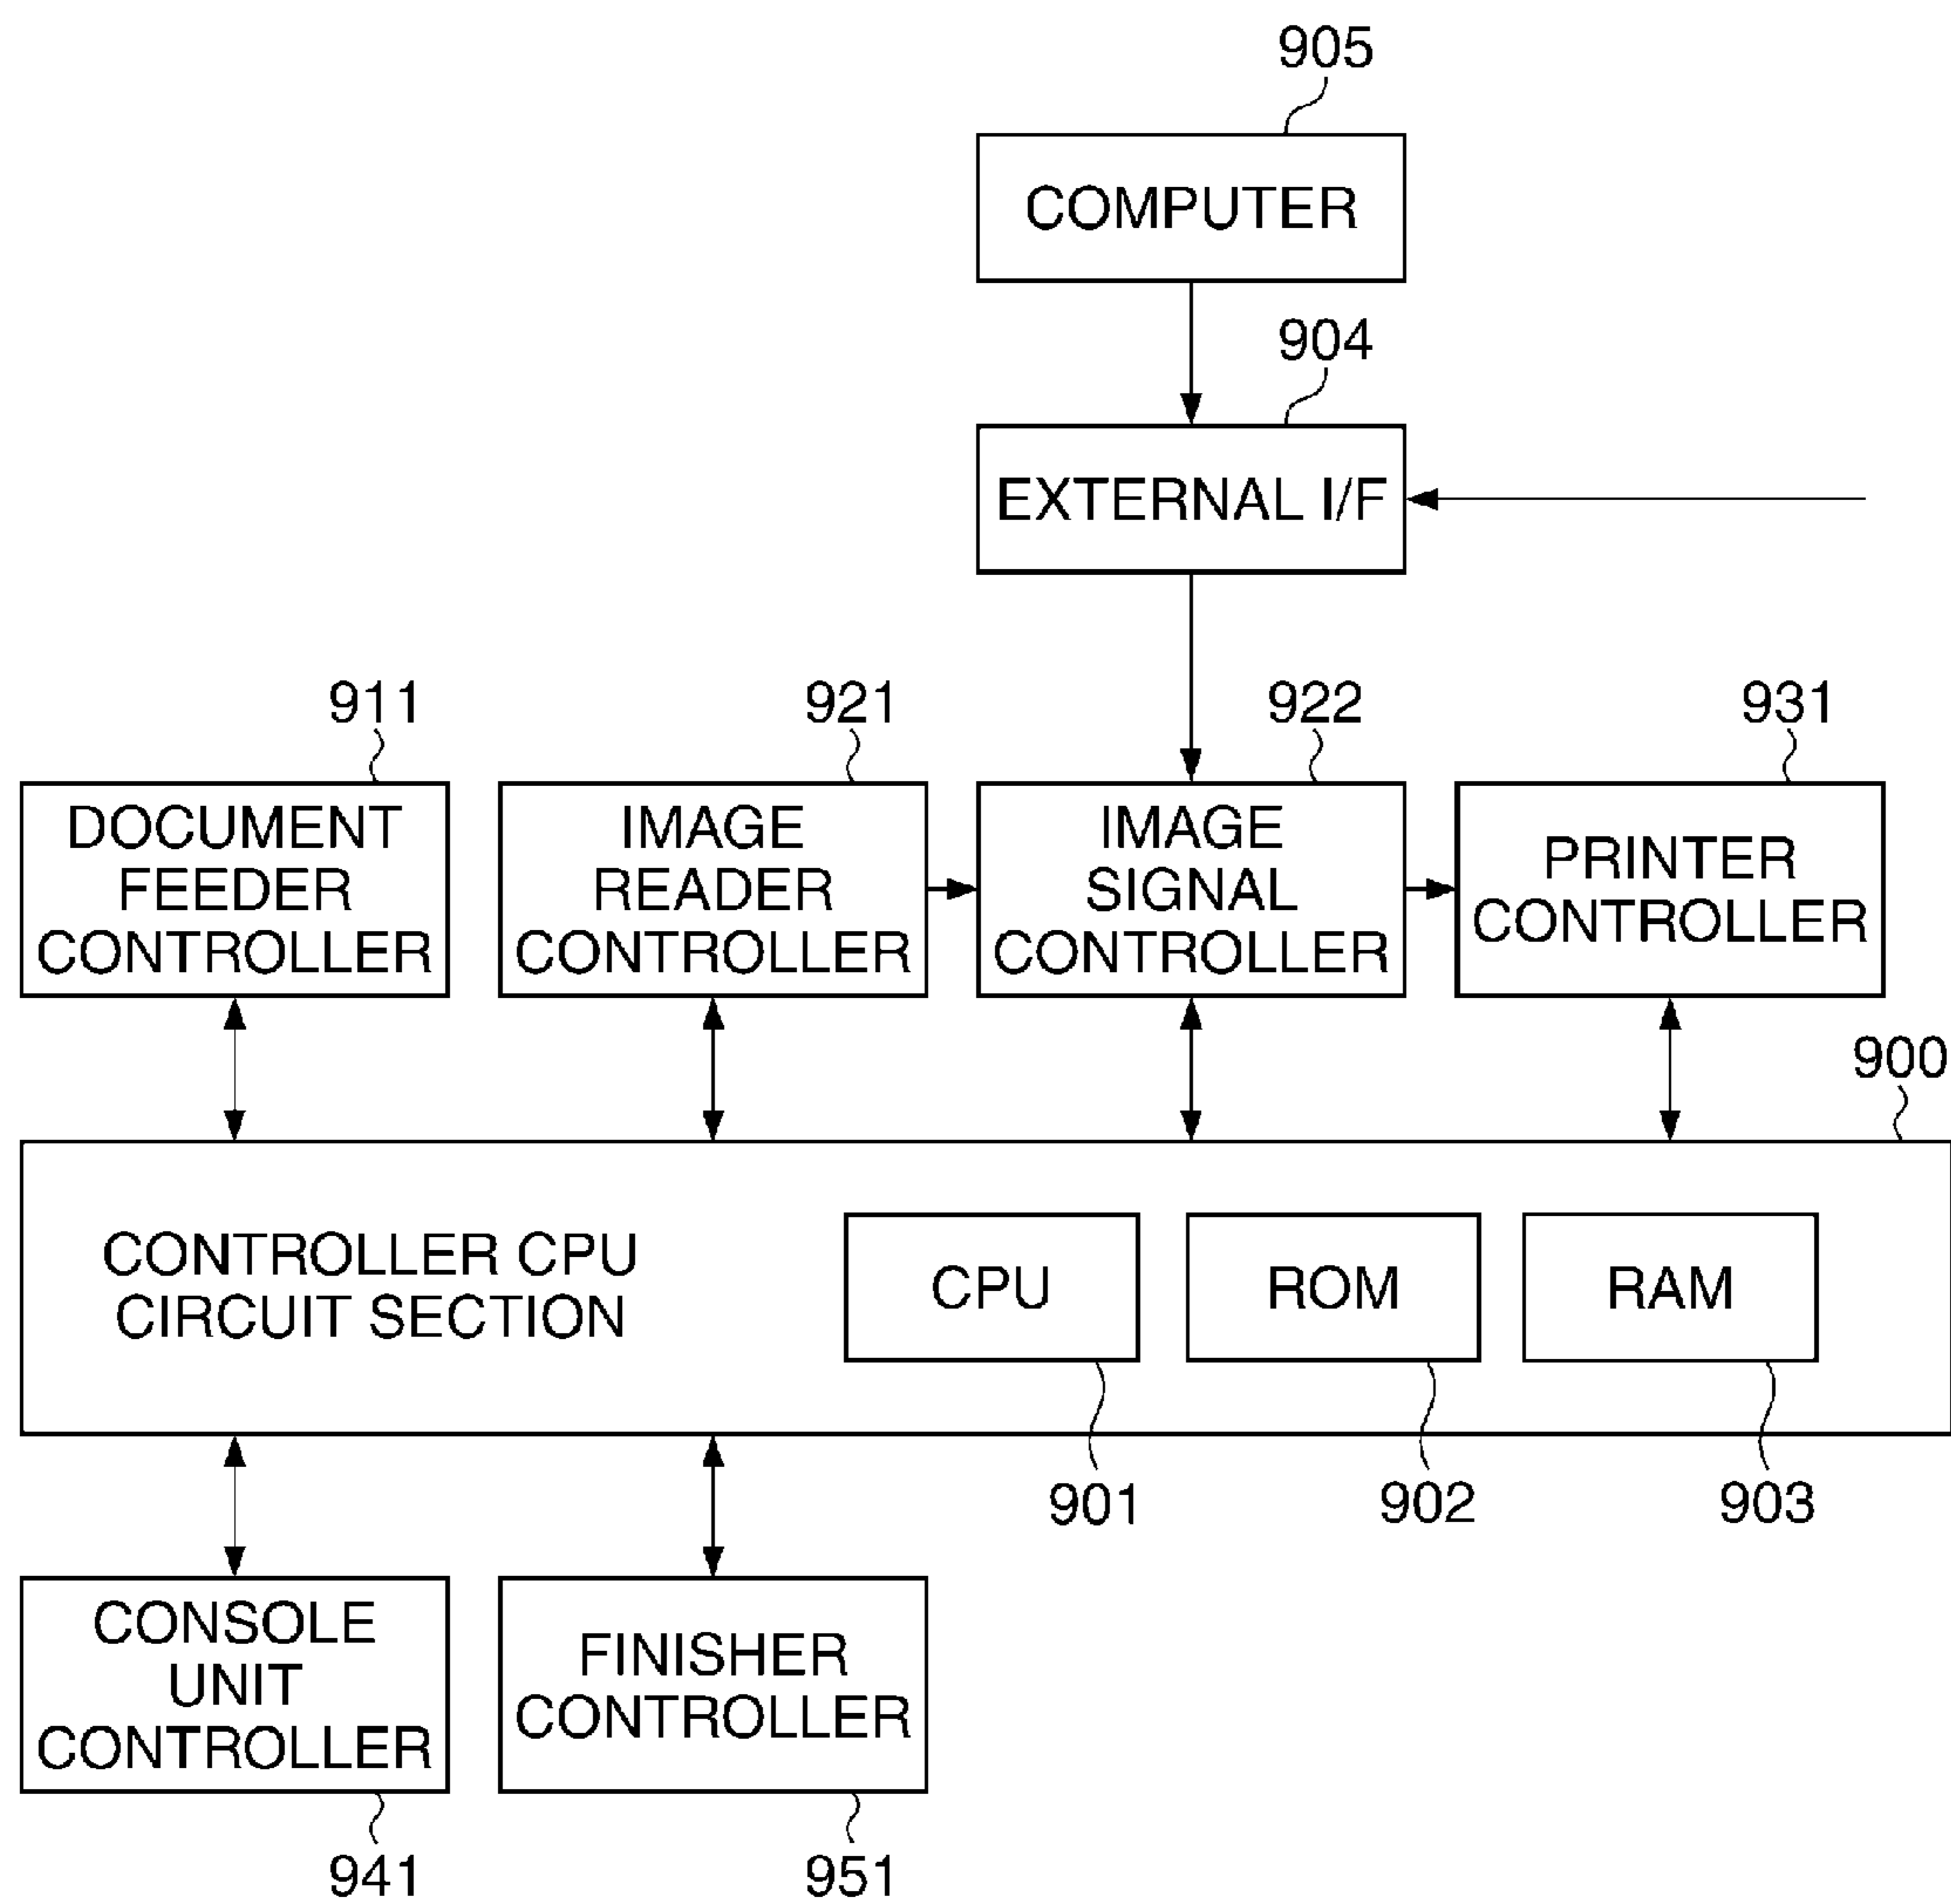 905
COMPUTER
904
EXTERNAL I/F
911
921
922
931
DOCUMENT
FEEDER
CONTROLLER
IMAGE
READER
CONTROLLER
IMAGE
SIGNAL
CONTROLLER
PRINTER
CONTROLLER
900
CONTROLLER CPU
CIRCUIT SECTION
CPU
ROM
RAM
901
902
903
CONSOLE
UNIT
CONTROLLER
FINISHER
CONTROLLER
941
951